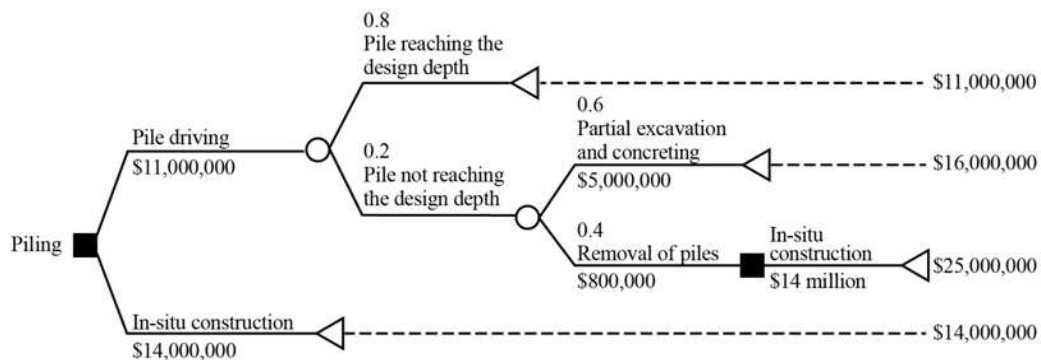 0.8
Pile reaching the
design depth
$11,000,000
0.6
Partial excavation
and concreting
$5,000,000
$16,000,000
Pile driving
$11,000,000
0.2
Pile not reaching
the design depth
0.4
Removal of piles
$800,000
In-situ
construction
$14 million
$25,000,000
Piling
In-situ construction
$14,000,000
$14,000,000